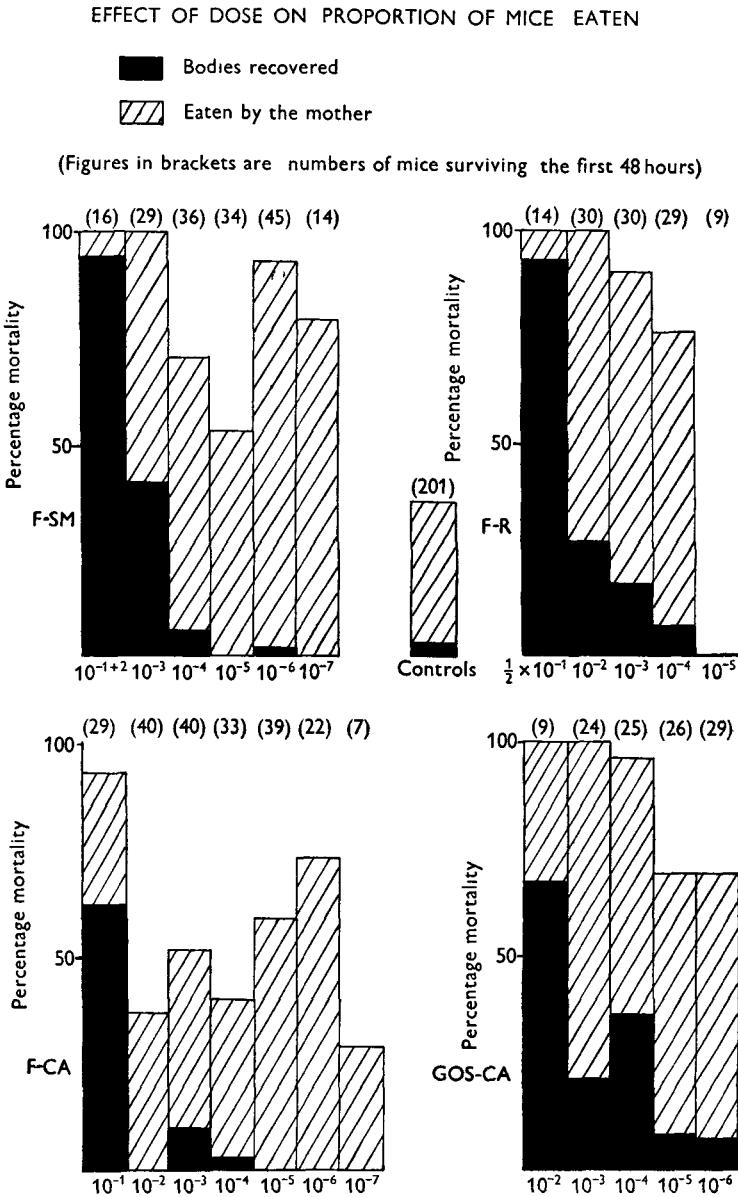 EFFECT OF DOSE ON PROPORTION OF MICE EATEN
Bodies recovered
Eaten by the mother
(Figures in brackets are numbers of mice surviving the first 48 hours)
(16) (29) (36) (34) (45) (14)
100
50
Percentage mortality
F-SM
10⁻¹⁺² 10⁻³ 10⁻⁴ 10⁻⁵ 10⁻⁶ 10⁻⁷
(201)
Controls
(14) (30) (30) (29) (9)
100
50
Percentage mortality
F-R
½ × 10⁻¹ 10⁻² 10⁻³ 10⁻⁴ 10⁻⁵
(29) (40) (40) (33) (39) (22) (7)
100
50
Percentage mortality
F-CA
10⁻¹ 10⁻² 10⁻³ 10⁻⁴ 10⁻⁵ 10⁻⁶ 10⁻⁷
(9) (24) (25) (26) (29)
100
50
Percentage mortality
GOS-CA
10⁻² 10⁻³ 10⁻⁴ 10⁻⁵ 10⁻⁶